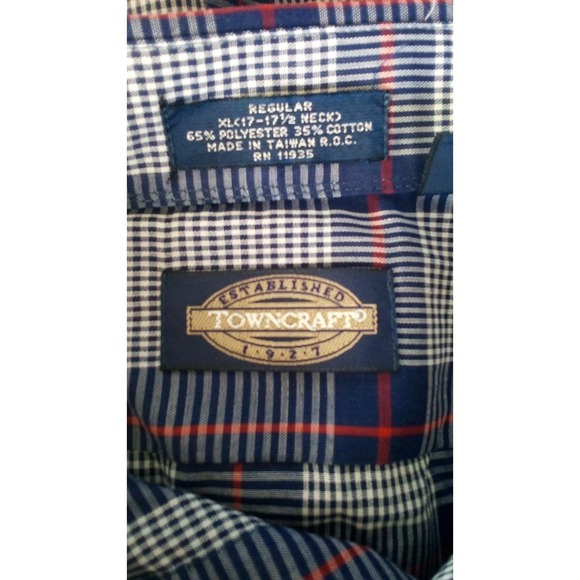 REGULAR
XL(17-17½ NECK)
65% POLYESTER 35% COTTON
MADE IN TAIWAN R.O.C.
RN 11935
ESTABLISHED
TOWNCRAFT
1·9·2·7